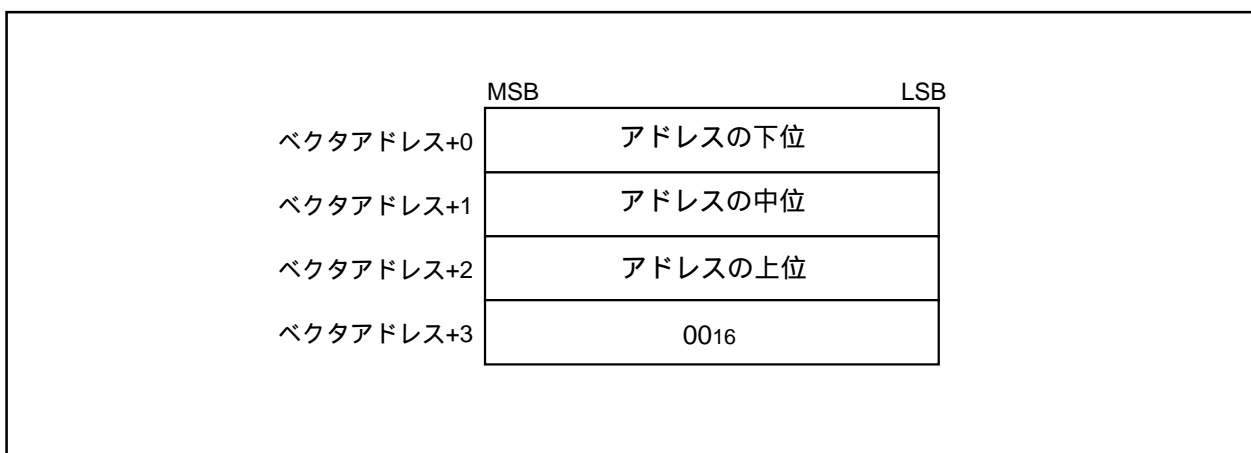 MSB LSB
ベクタアドレス+0 アドレスの下位
ベクタアドレス+1 アドレスの中位
ベクタアドレス+2 アドレスの上位
ベクタアドレス+3 0016